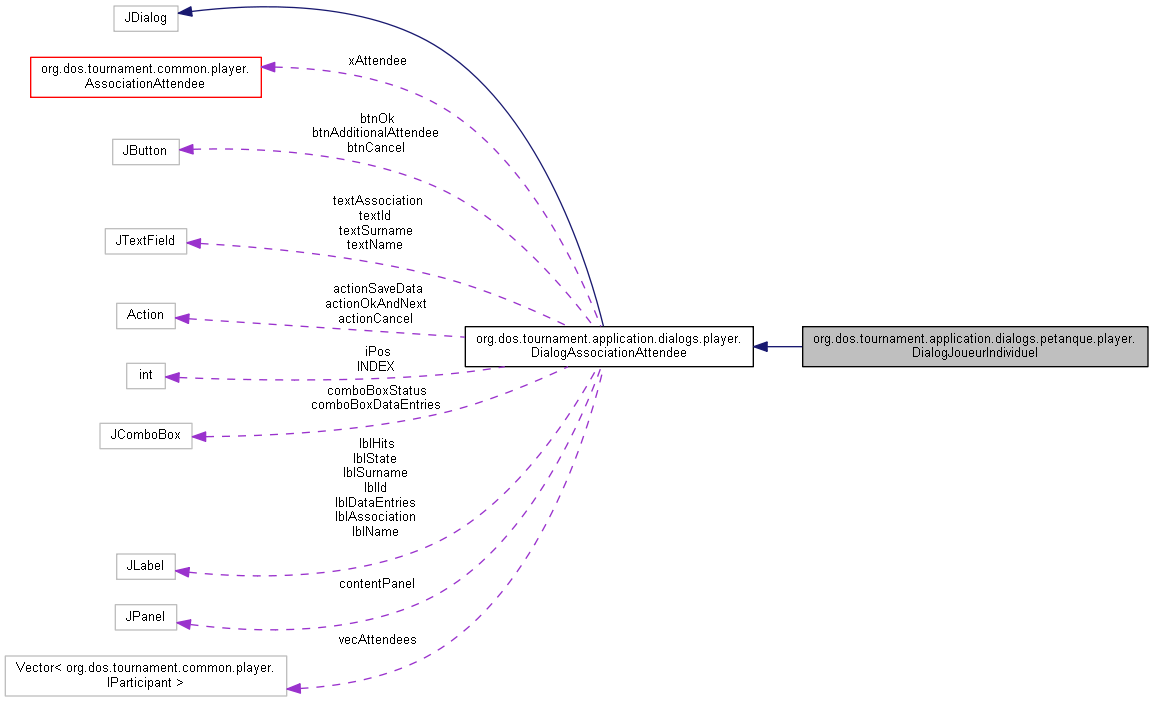 JDialog
org.dos.tournament.common.player.
AssociationAttendee
xAttendee
JButton
btnOk
btnAdditionalAttendee
btnCancel
JTextField
textAssociation
textId
textSurname
textName
Action
actionSaveData
actionOkAndNext
actionCancel
org.dos.tournament.application.dialogs.player.
DialogAssociationAttendee
org.dos.tournament.application.dialogs.petanque.player.
DialogJoueurIndividuel
int
iPos
INDEX
JComboBox
comboBoxStatus
comboBoxDataEntries
JLabel
lblHits
lblState
lblSurname
lblId
lblDataEntries
lblAssociation
lblName
JPanel
contentPanel
Vector< org.dos.tournament.common.player.
IParticipant >
vecAttendees